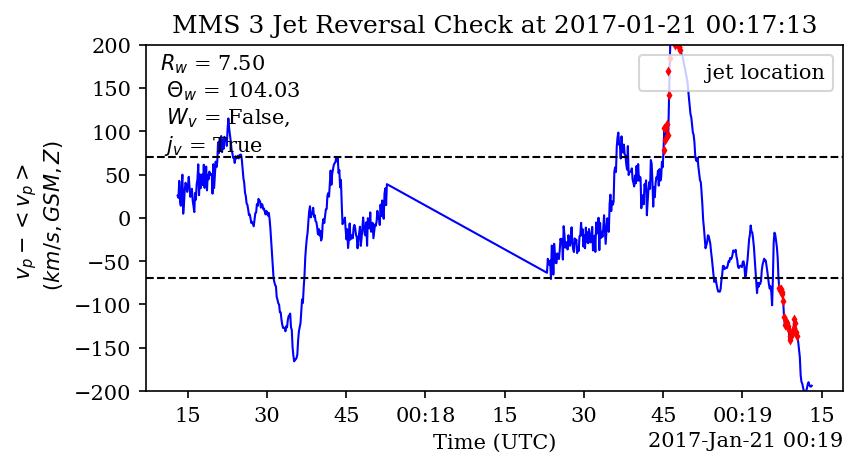 MMS 3 Jet Reversal Check at 2017-01-21 00:17:13
R_w = 7.50
Θ_w = 104.03
W_v = False,
j_v = True
jet location
v_p − < v_p >
(km/s, GSM, Z)
200
150
100
50
0
−50
−100
−150
−200
15 30 45 00:18 15 30 45 00:19 15
Time (UTC)
2017-Jan-21 00:19